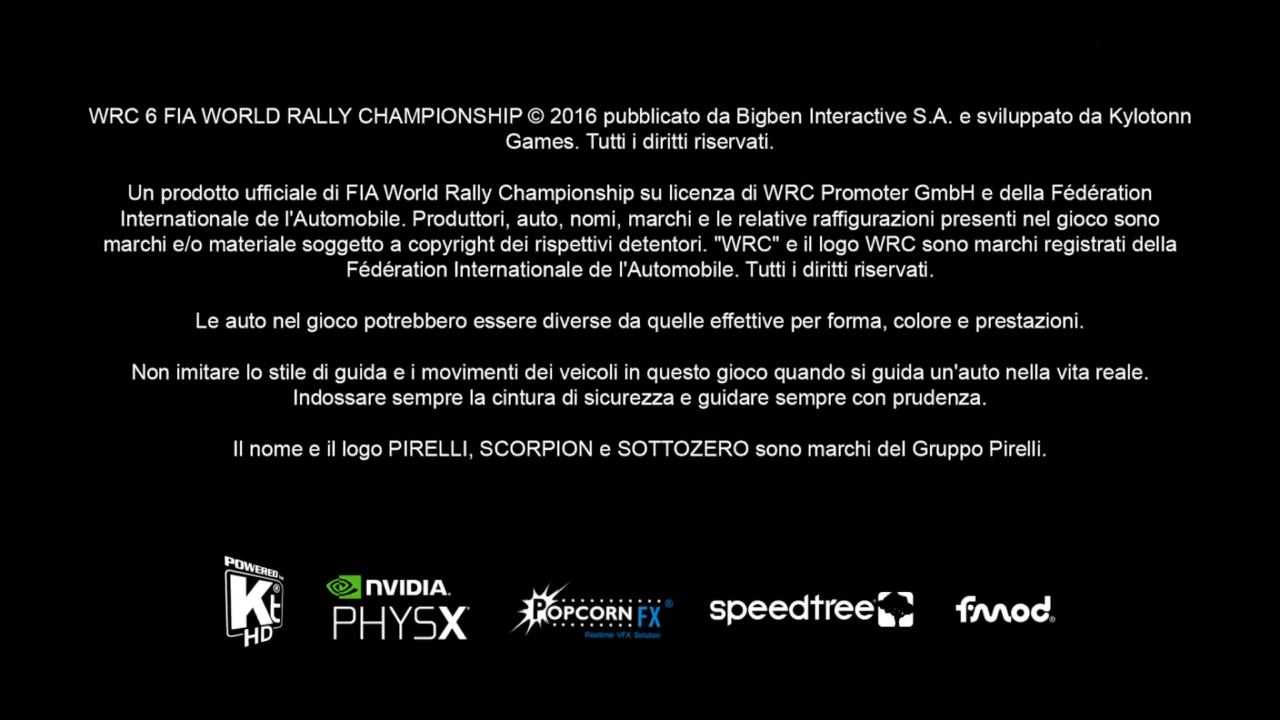 WRC 6 FIA WORLD RALLY CHAMPIONSHIP © 2016 pubblicato da Bigben Interactive S.A. e sviluppato da Kylotonn
Games. Tutti i diritti riservati.
Un prodotto ufficiale di FIA World Rally Championship su licenza di WRC Promoter GmbH e della Fédération
Internationale de l'Automobile. Produttori, auto, nomi, marchi e le relative raffigurazioni presenti nel gioco sono
marchi e/o materiale soggetto a copyright dei rispettivi detentori. "WRC" e il logo WRC sono marchi registrati della
Fédération Internationale de l'Automobile. Tutti i diritti riservati.
Le auto nel gioco potrebbero essere diverse da quelle effettive per forma, colore e prestazioni.
Non imitare lo stile di guida e i movimenti dei veicoli in questo gioco quando si guida un'auto nella vita reale.
Indossare sempre la cintura di sicurezza e guidare sempre con prudenza.
Il nome e il logo PIRELLI, SCORPION e SOTTOZERO sono marchi del Gruppo Pirelli.
POWERED™
Kt®
HD
NVIDIA.
PHYSX®
POPCORN FX®
Realtime VFX Solution
speedtree®
fmod®